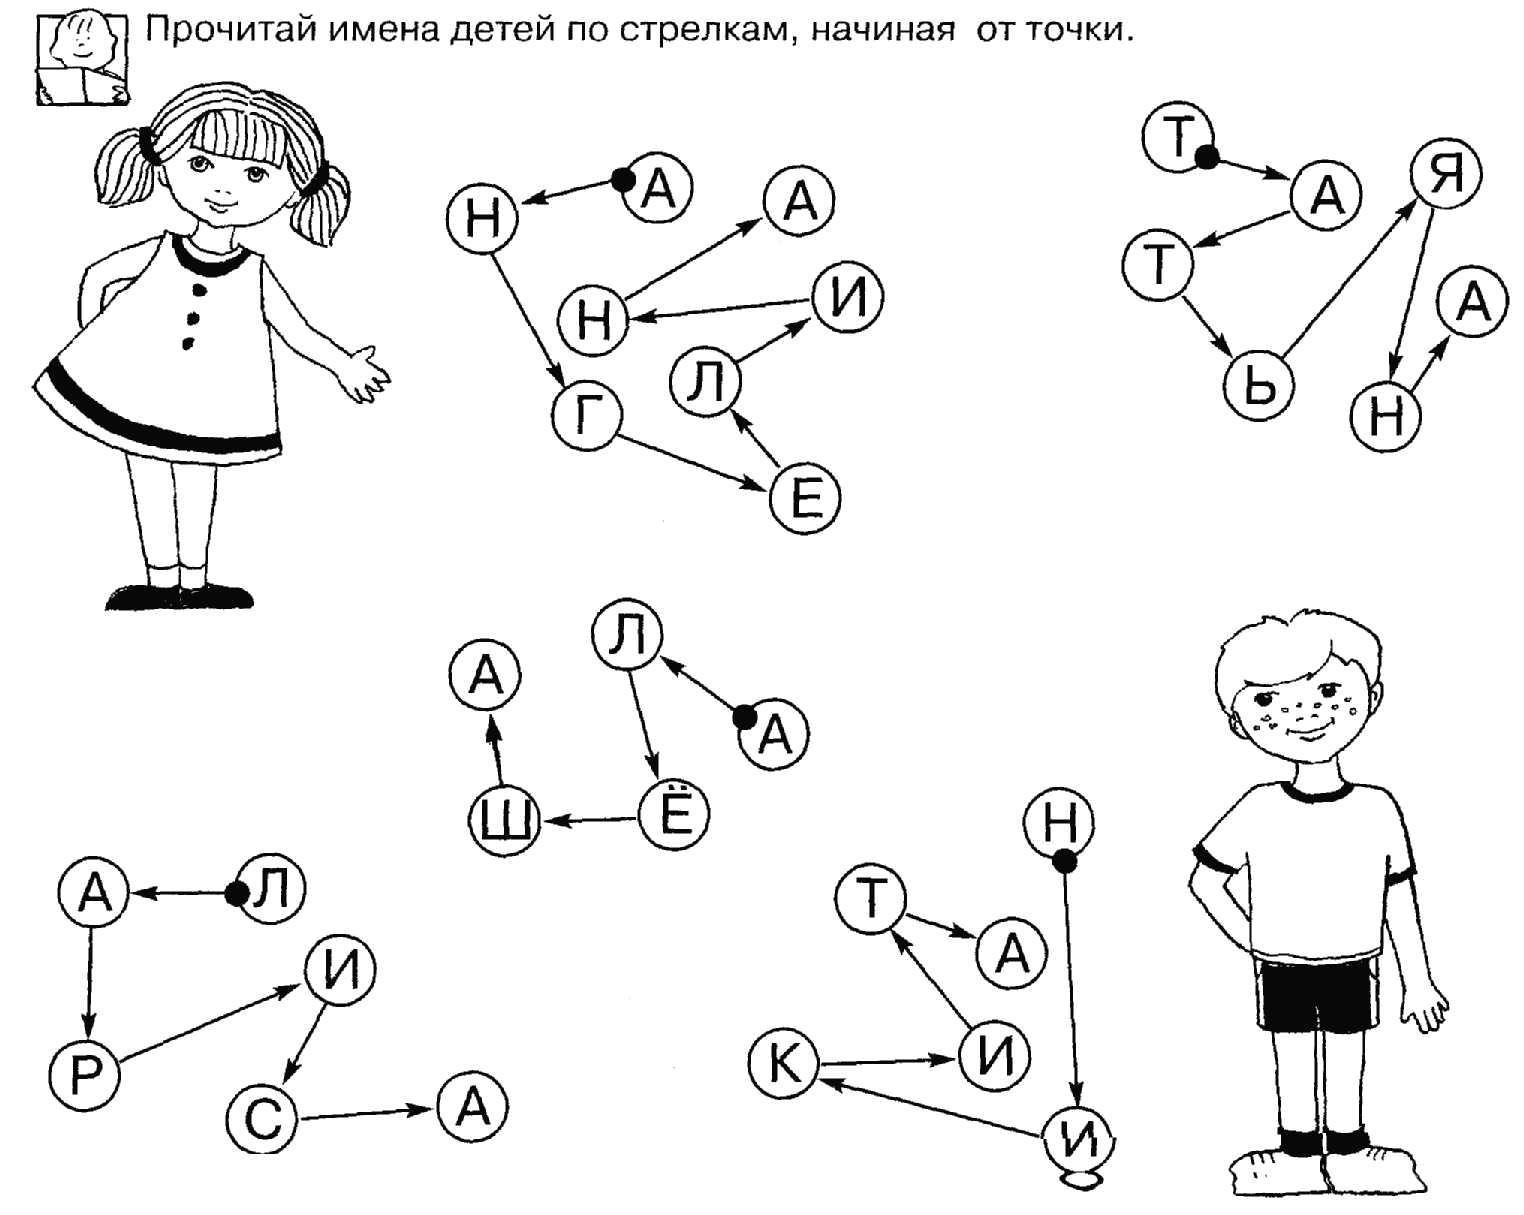 Прочитай имена детей по стрелкам, начиная от точки.
А Н Г Е Л И Н А
Т А Т Ь Я Н А
А Л Ё Ш А
Л А Р И С А
Н И К И Т А